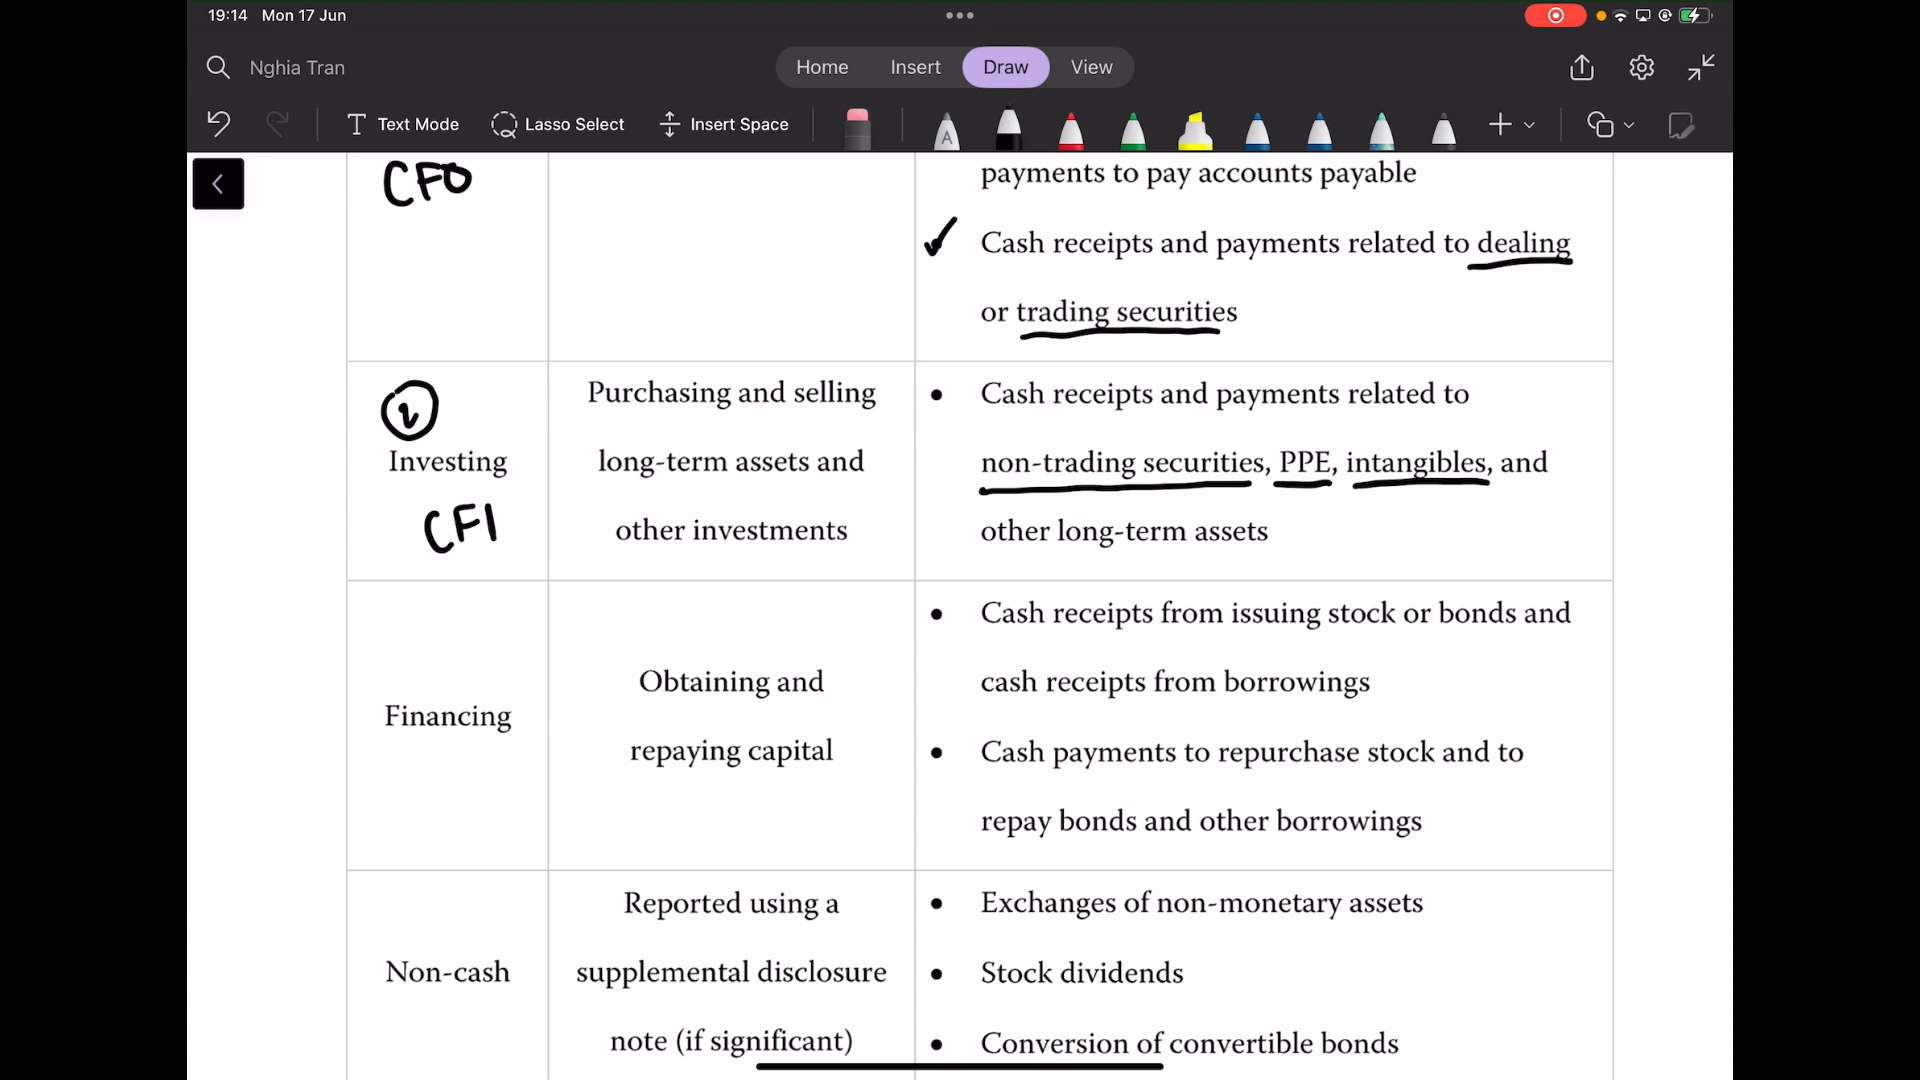 19:14 Mon 17 Jun
Nghia Tran
Home Insert Draw View
Text Mode Lasso Select Insert Space A
CFO
payments to pay accounts payable
✓ Cash receipts and payments related to dealing
or trading securities
Investing
CFI
Purchasing and selling
long-term assets and
other investments
• Cash receipts and payments related to
non-trading securities, PPE, intangibles, and
other long-term assets
Financing
Obtaining and
repaying capital
• Cash receipts from issuing stock or bonds and
cash receipts from borrowings
• Cash payments to repurchase stock and to
repay bonds and other borrowings
Non-cash
Reported using a
supplemental disclosure
note (if significant)
• Exchanges of non-monetary assets
• Stock dividends
• Conversion of convertible bonds